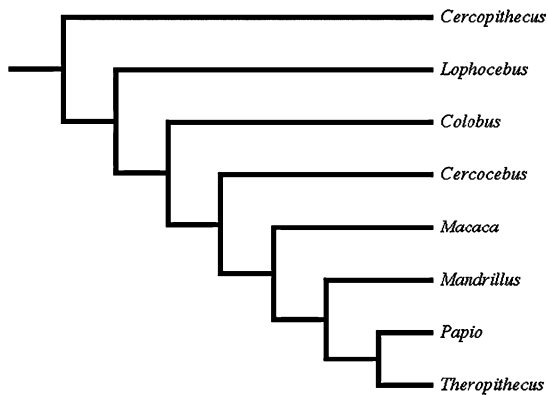 Cercopithecus
Lophocebus
Colobus
Cercocebus
Macaca
Mandrillus
Papio
Theropithecus